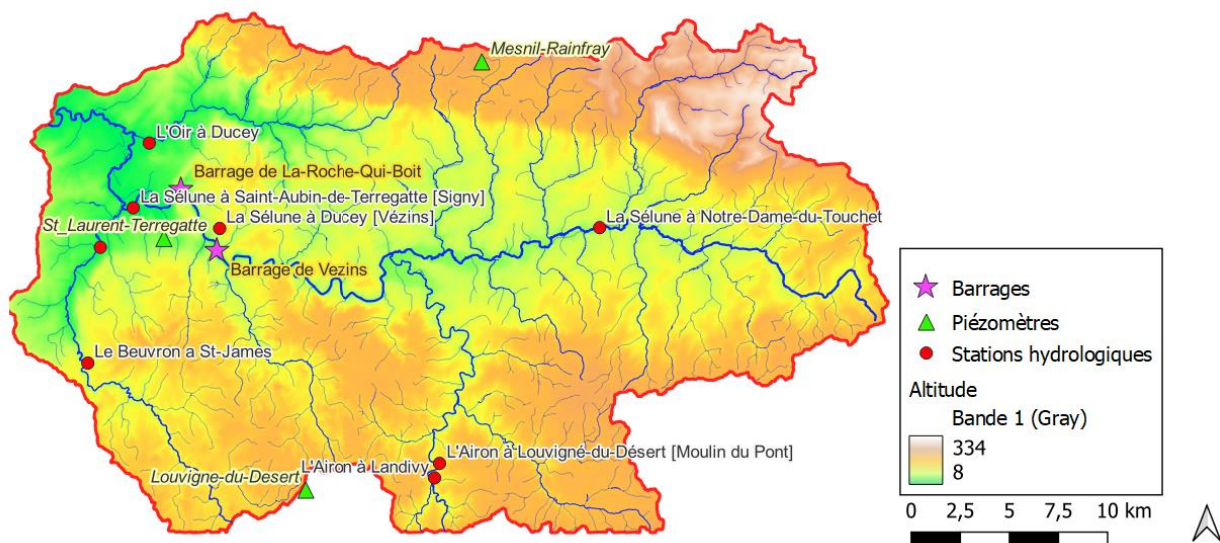 Mesnil-Rainfray
L'Oir à Ducey
Barrage de La-Roche-Qui-Boit
La Sélune à Saint-Aubin-de-Terregatte [Signy]
St_Laurent-Terregatte
La Sélune à Ducey [Vézins]
La Sélune à Notre-Dame-du-Touchet
Barrage de Vezins
Le Beuvron a St-James
L'Airon à Louvigné-du-Désert [Moulin du Pont]
L'Airon à Landivy
Louvigne-du-Desert
Barrages
Piézomètres
Stations hydrologiques
Altitude
Bande 1 (Gray)
334
8
0 2,5 5 7,5 10 km